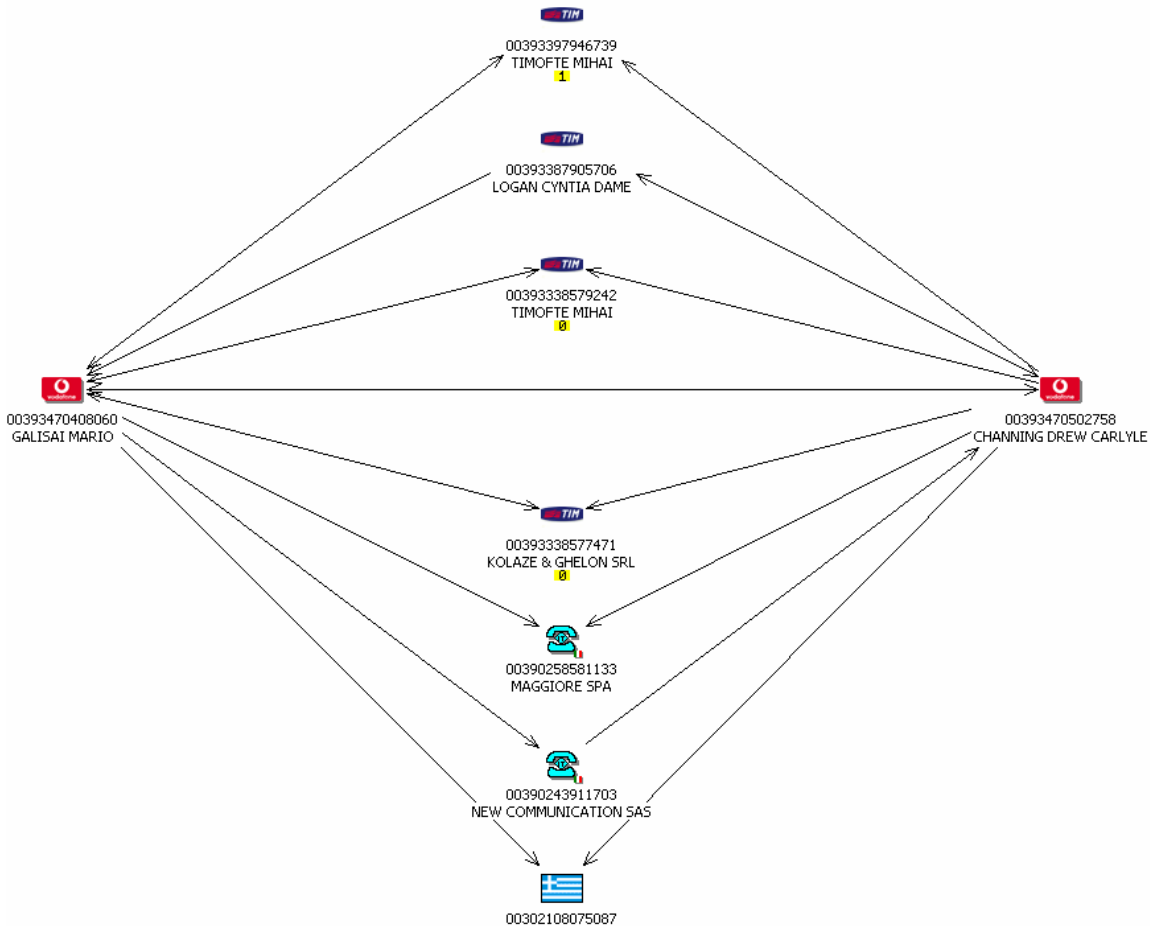 TIM
00393397946739
TIMOFTE MIHAI
1
TIM
00393387905706
LOGAN CYNTIA DAME
TIM
00393338579242
TIMOFTE MIHAI
0
vodafone
00393470408060
GALISAI MARIO
vodafone
00393470502758
CHANNING DREW CARLYLE
TIM
00393338577471
KOLAZE & GHELON SRL
0
00390258581133
MAGGIORE SPA
00390243911703
NEW COMMUNICATION SAS
00302108075087